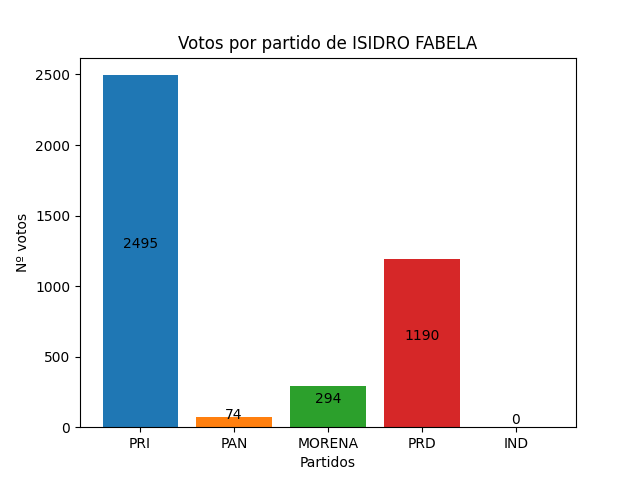 Votos por partido de ISIDRO FABELA
Nº votos
2500
2000
1500
1000
500
0
2495
74
294
1190
0
PRI
PAN
MORENA
PRD
IND
Partidos